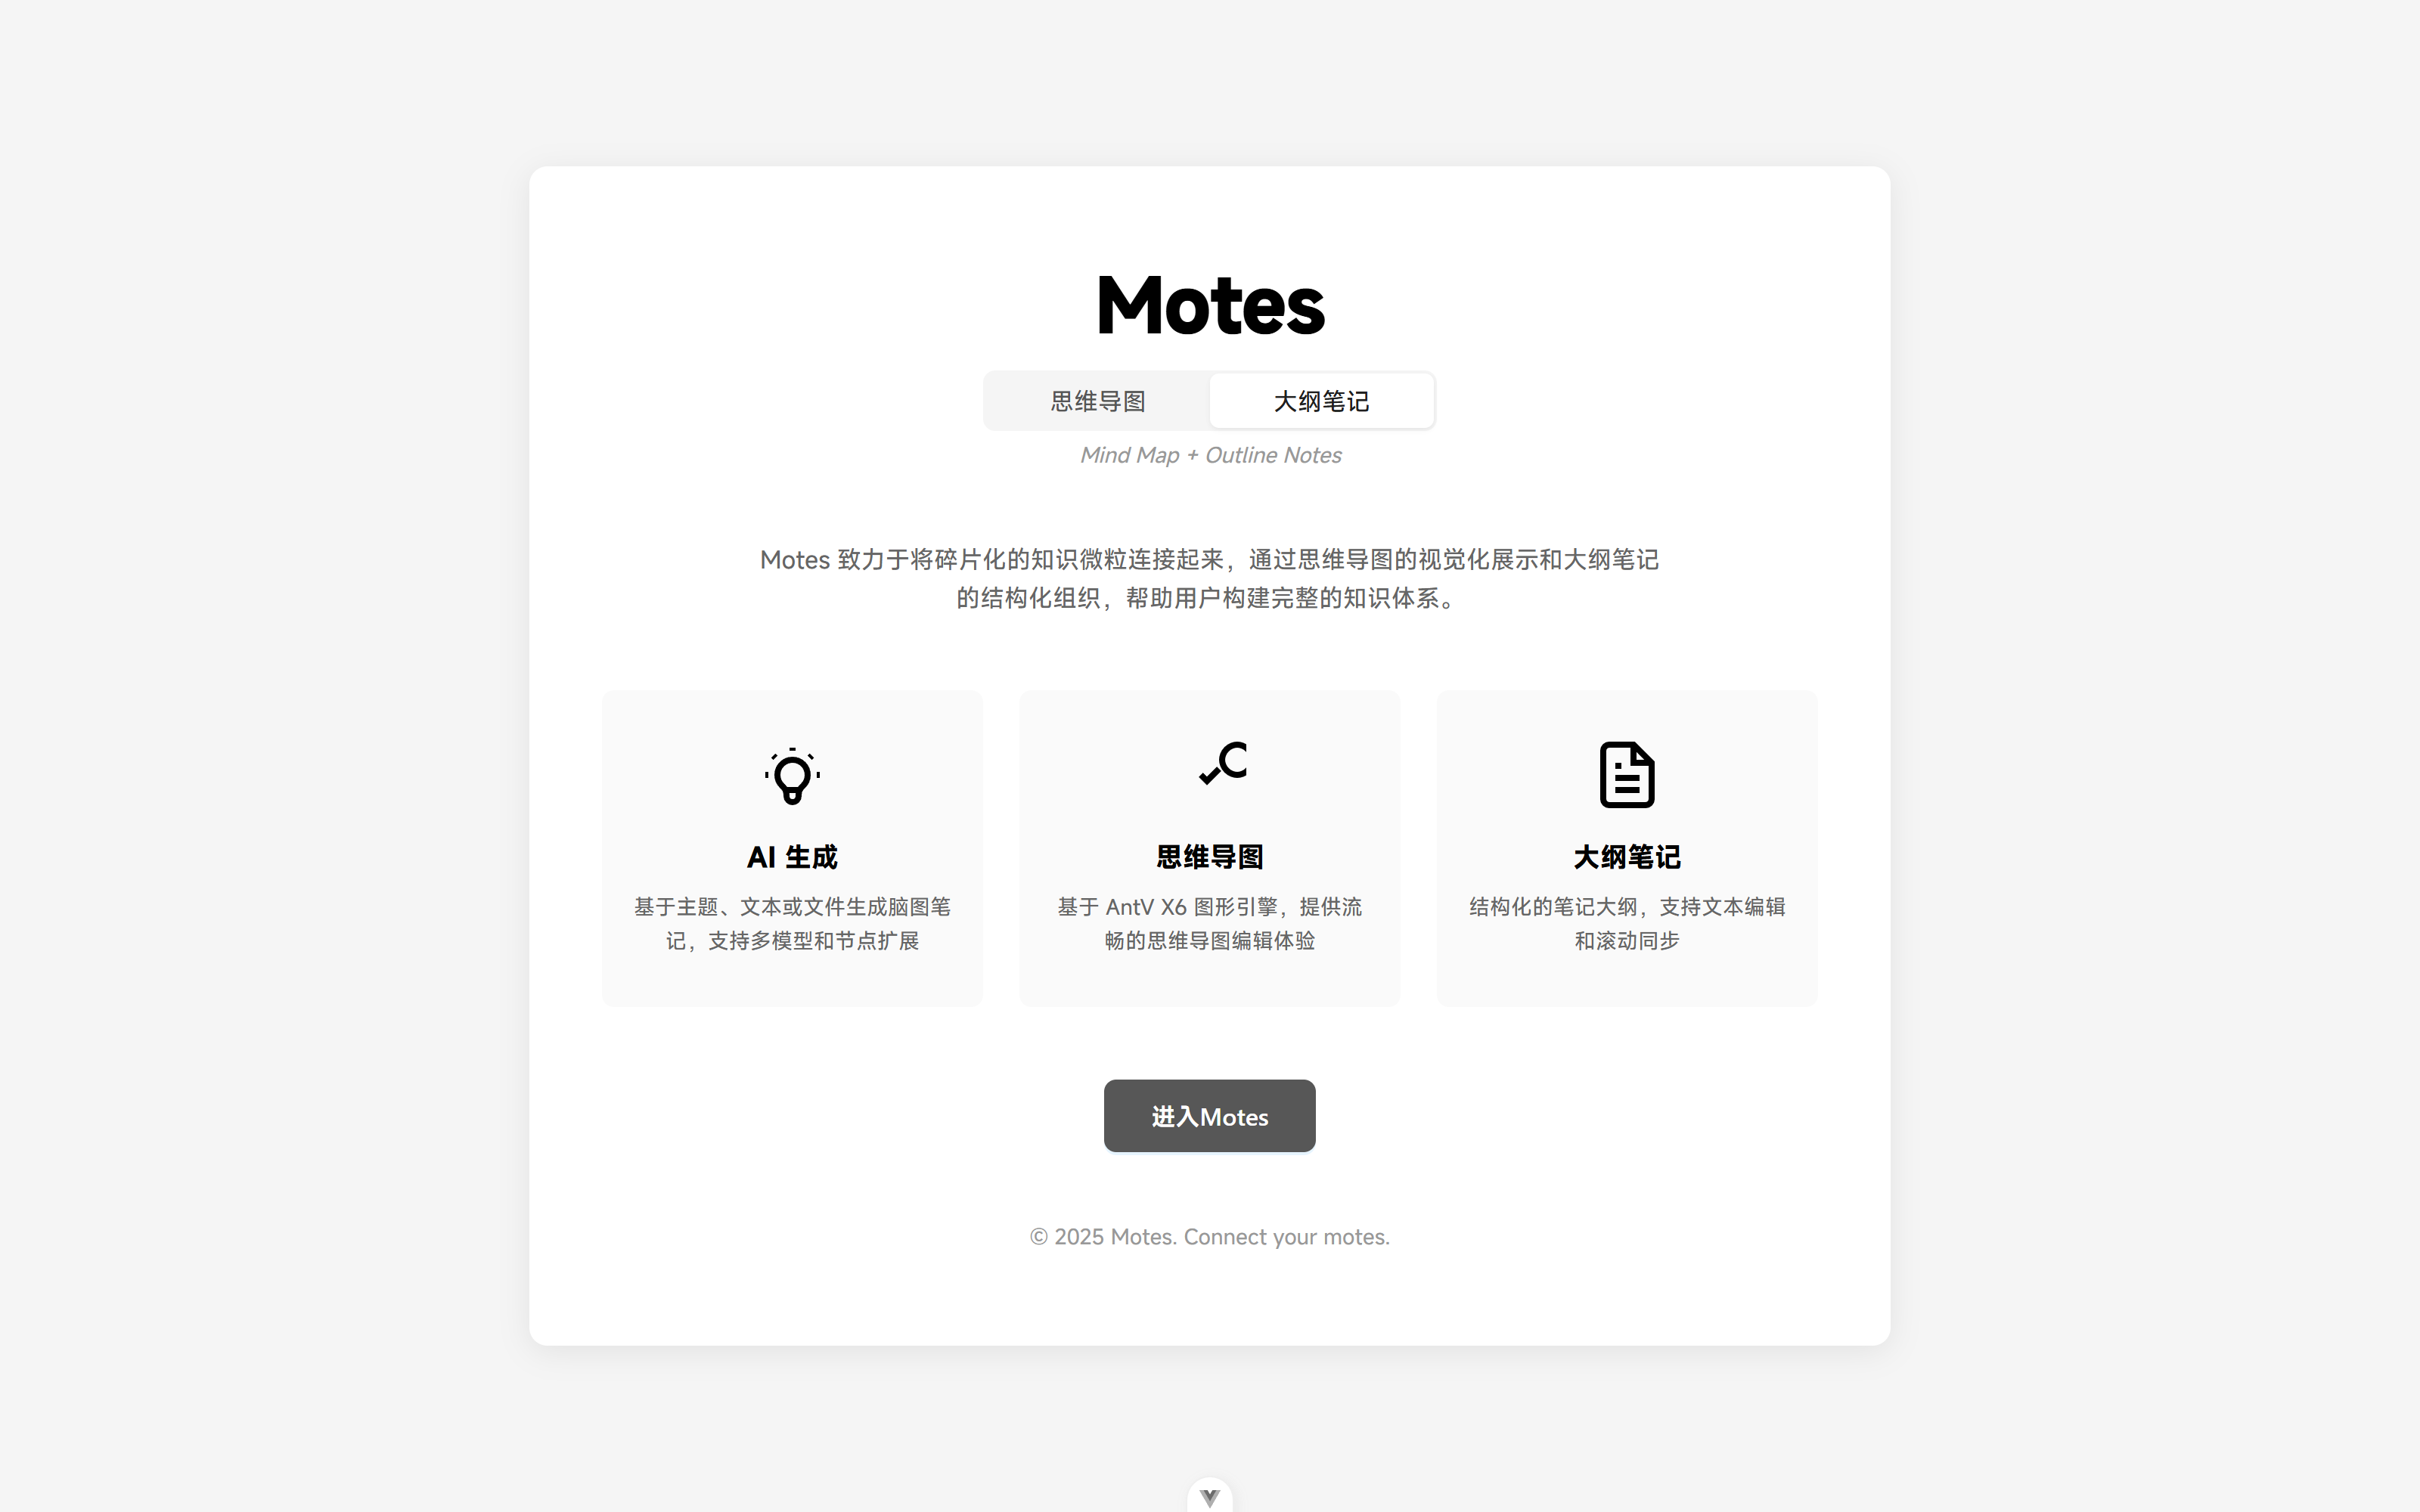 Motes
思维导图
大纲笔记
Mind Map + Outline Notes
Motes 致力于将碎片化的知识微粒连接起来，通过思维导图的视觉化展示和大纲笔记
的结构化组织，帮助用户构建完整的知识体系。
AI 生成
基于主题、文本或文件生成脑图笔
记，支持多模型和节点扩展
思维导图
基于 AntV X6 图形引擎，提供流
畅的思维导图编辑体验
大纲笔记
结构化的笔记大纲，支持文本编辑
和滚动同步
进入Motes
© 2025 Motes. Connect your motes.